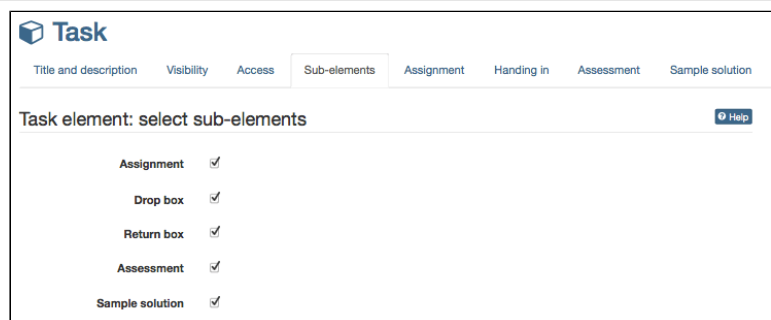 Task
Title and description Visibility Access Sub-elements Assignment Handing in Assessment Sample solution
Task element: select sub-elements Help
Assignment
Drop box
Return box
Assessment
Sample solution